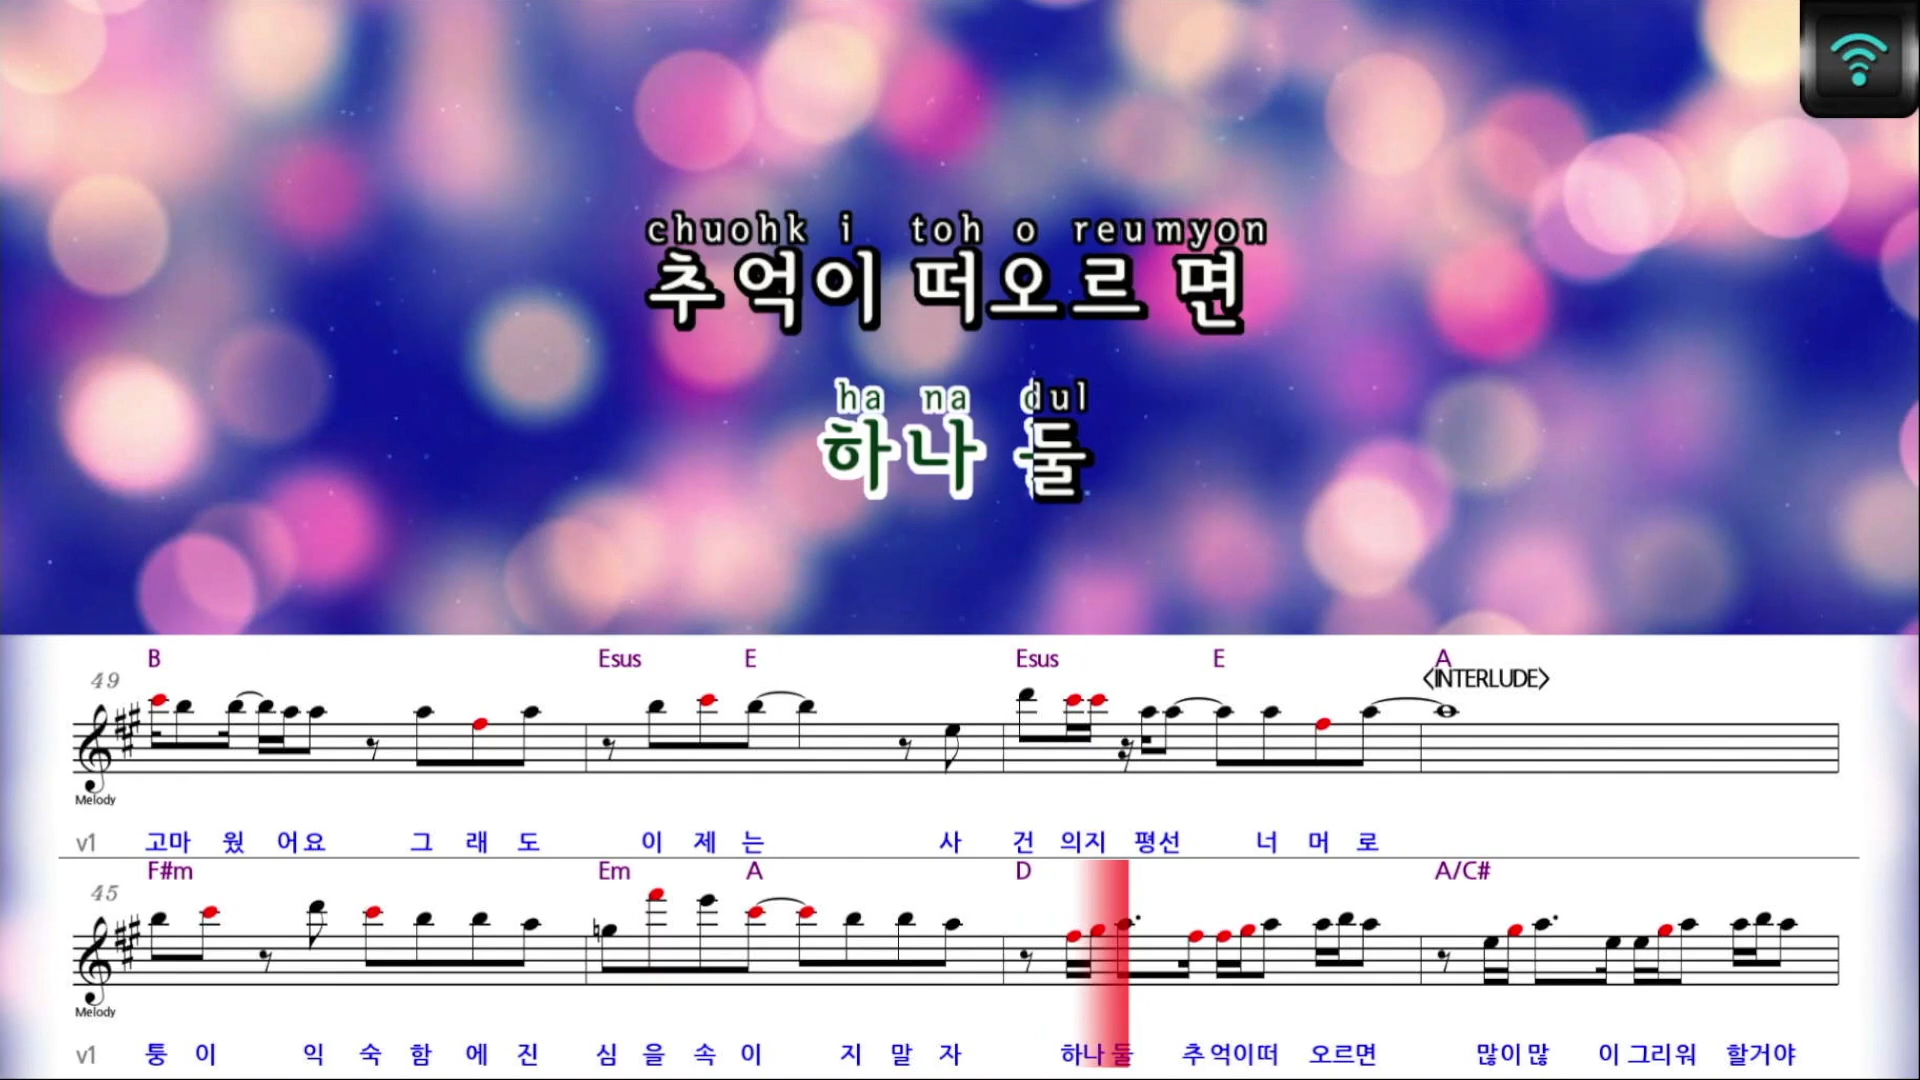 chuohk i toh o reumyon
추억이 떠오르면
ha na dul
하나 둘
B Esus E Esus E A
<INTERLUDE>
49
Melody
v1 고마 웠 어요 그 래 도 이 제 는 사 건 의지 평선 너 머 로
F#m Em A D A/C#
45
Melody
v1 퉁이 익 숙 함 에 진 심 을 속 이 지 말 자 하나 둘 추억이떠 오르면 많이많 이그리워 할거야